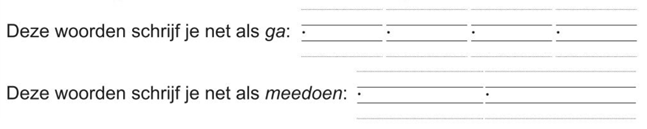 Deze woorden schrijf je net als ga:
Deze woorden schrijf je net als meedoen: